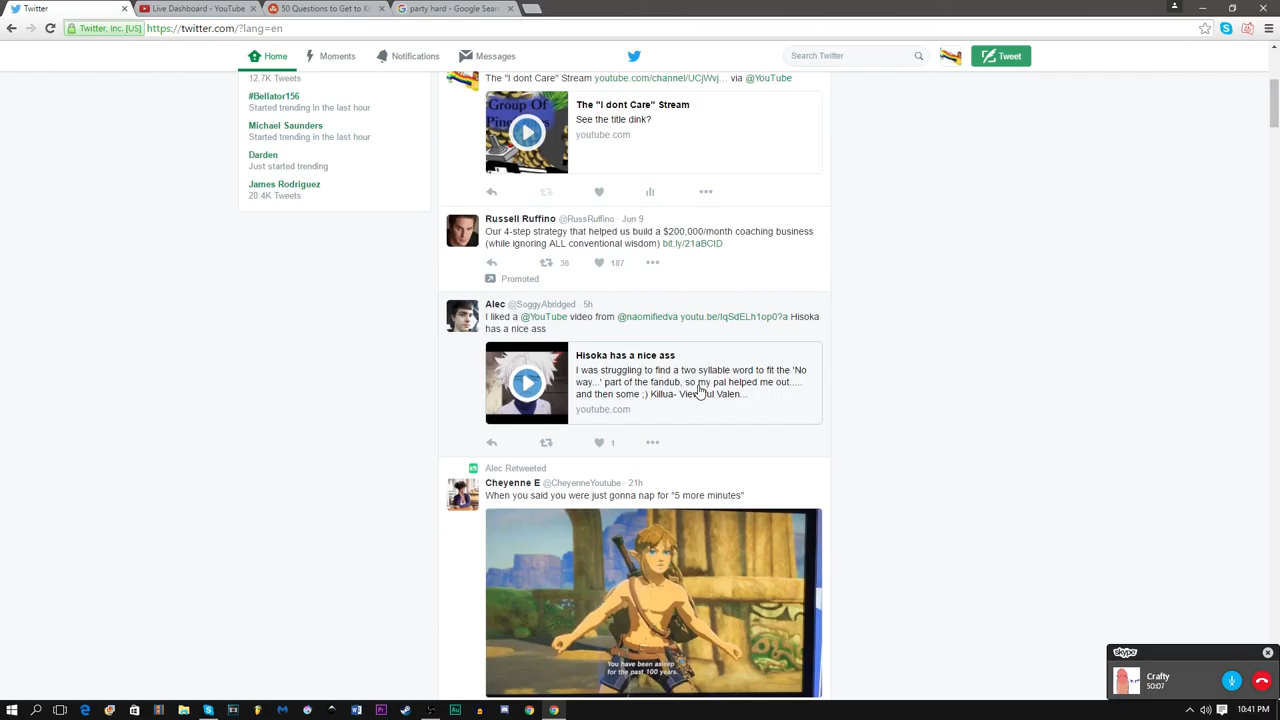 Twitter
Live Dashboard - YouTube
50 Questions to Get to K
party hard - Google Sear
Twitter, Inc. [US]
https://twitter.com/?lang=en
Home
Moments
Notifications
Messages
Search Twitter
Tweet
12.7K Tweets
#Bellator156
Started trending in the last hour
Michael Saunders
Started trending in the last hour
Darden
Just started trending
James Rodriguez
20.4K Tweets
The "I dont Care" Stream youtube.com/channel/UCjWvj... via @YouTube
Group Of
The "I dont Care" Stream
See the title dink?
youtube.com
Russell Ruffino @RussRuffino · Jun 9
Our 4-step strategy that helped us build a $200,000/month coaching business
(while ignoring ALL conventional wisdom) bit.ly/21aBCID
36
187
Promoted
Alec @SoggyAbridged · 5h
I liked a @YouTube video from @naomifiedva youtu.be/IqSdELh1op0?a Hisoka
has a nice ass
Hisoka has a nice ass
I was struggling to find a two syllable word to fit the 'No
way...' part of the fandub, so my pal helped me out.....
and then some ;) Killua- Valen...
youtube.com
1
Alec Retweeted
Cheyenne E @CheyenneYoutube · 21h
When you said you were just gonna nap for "5 more minutes"
You have been asleep
for the past 100 years.
skype
Crafty
50:07
10:41 PM